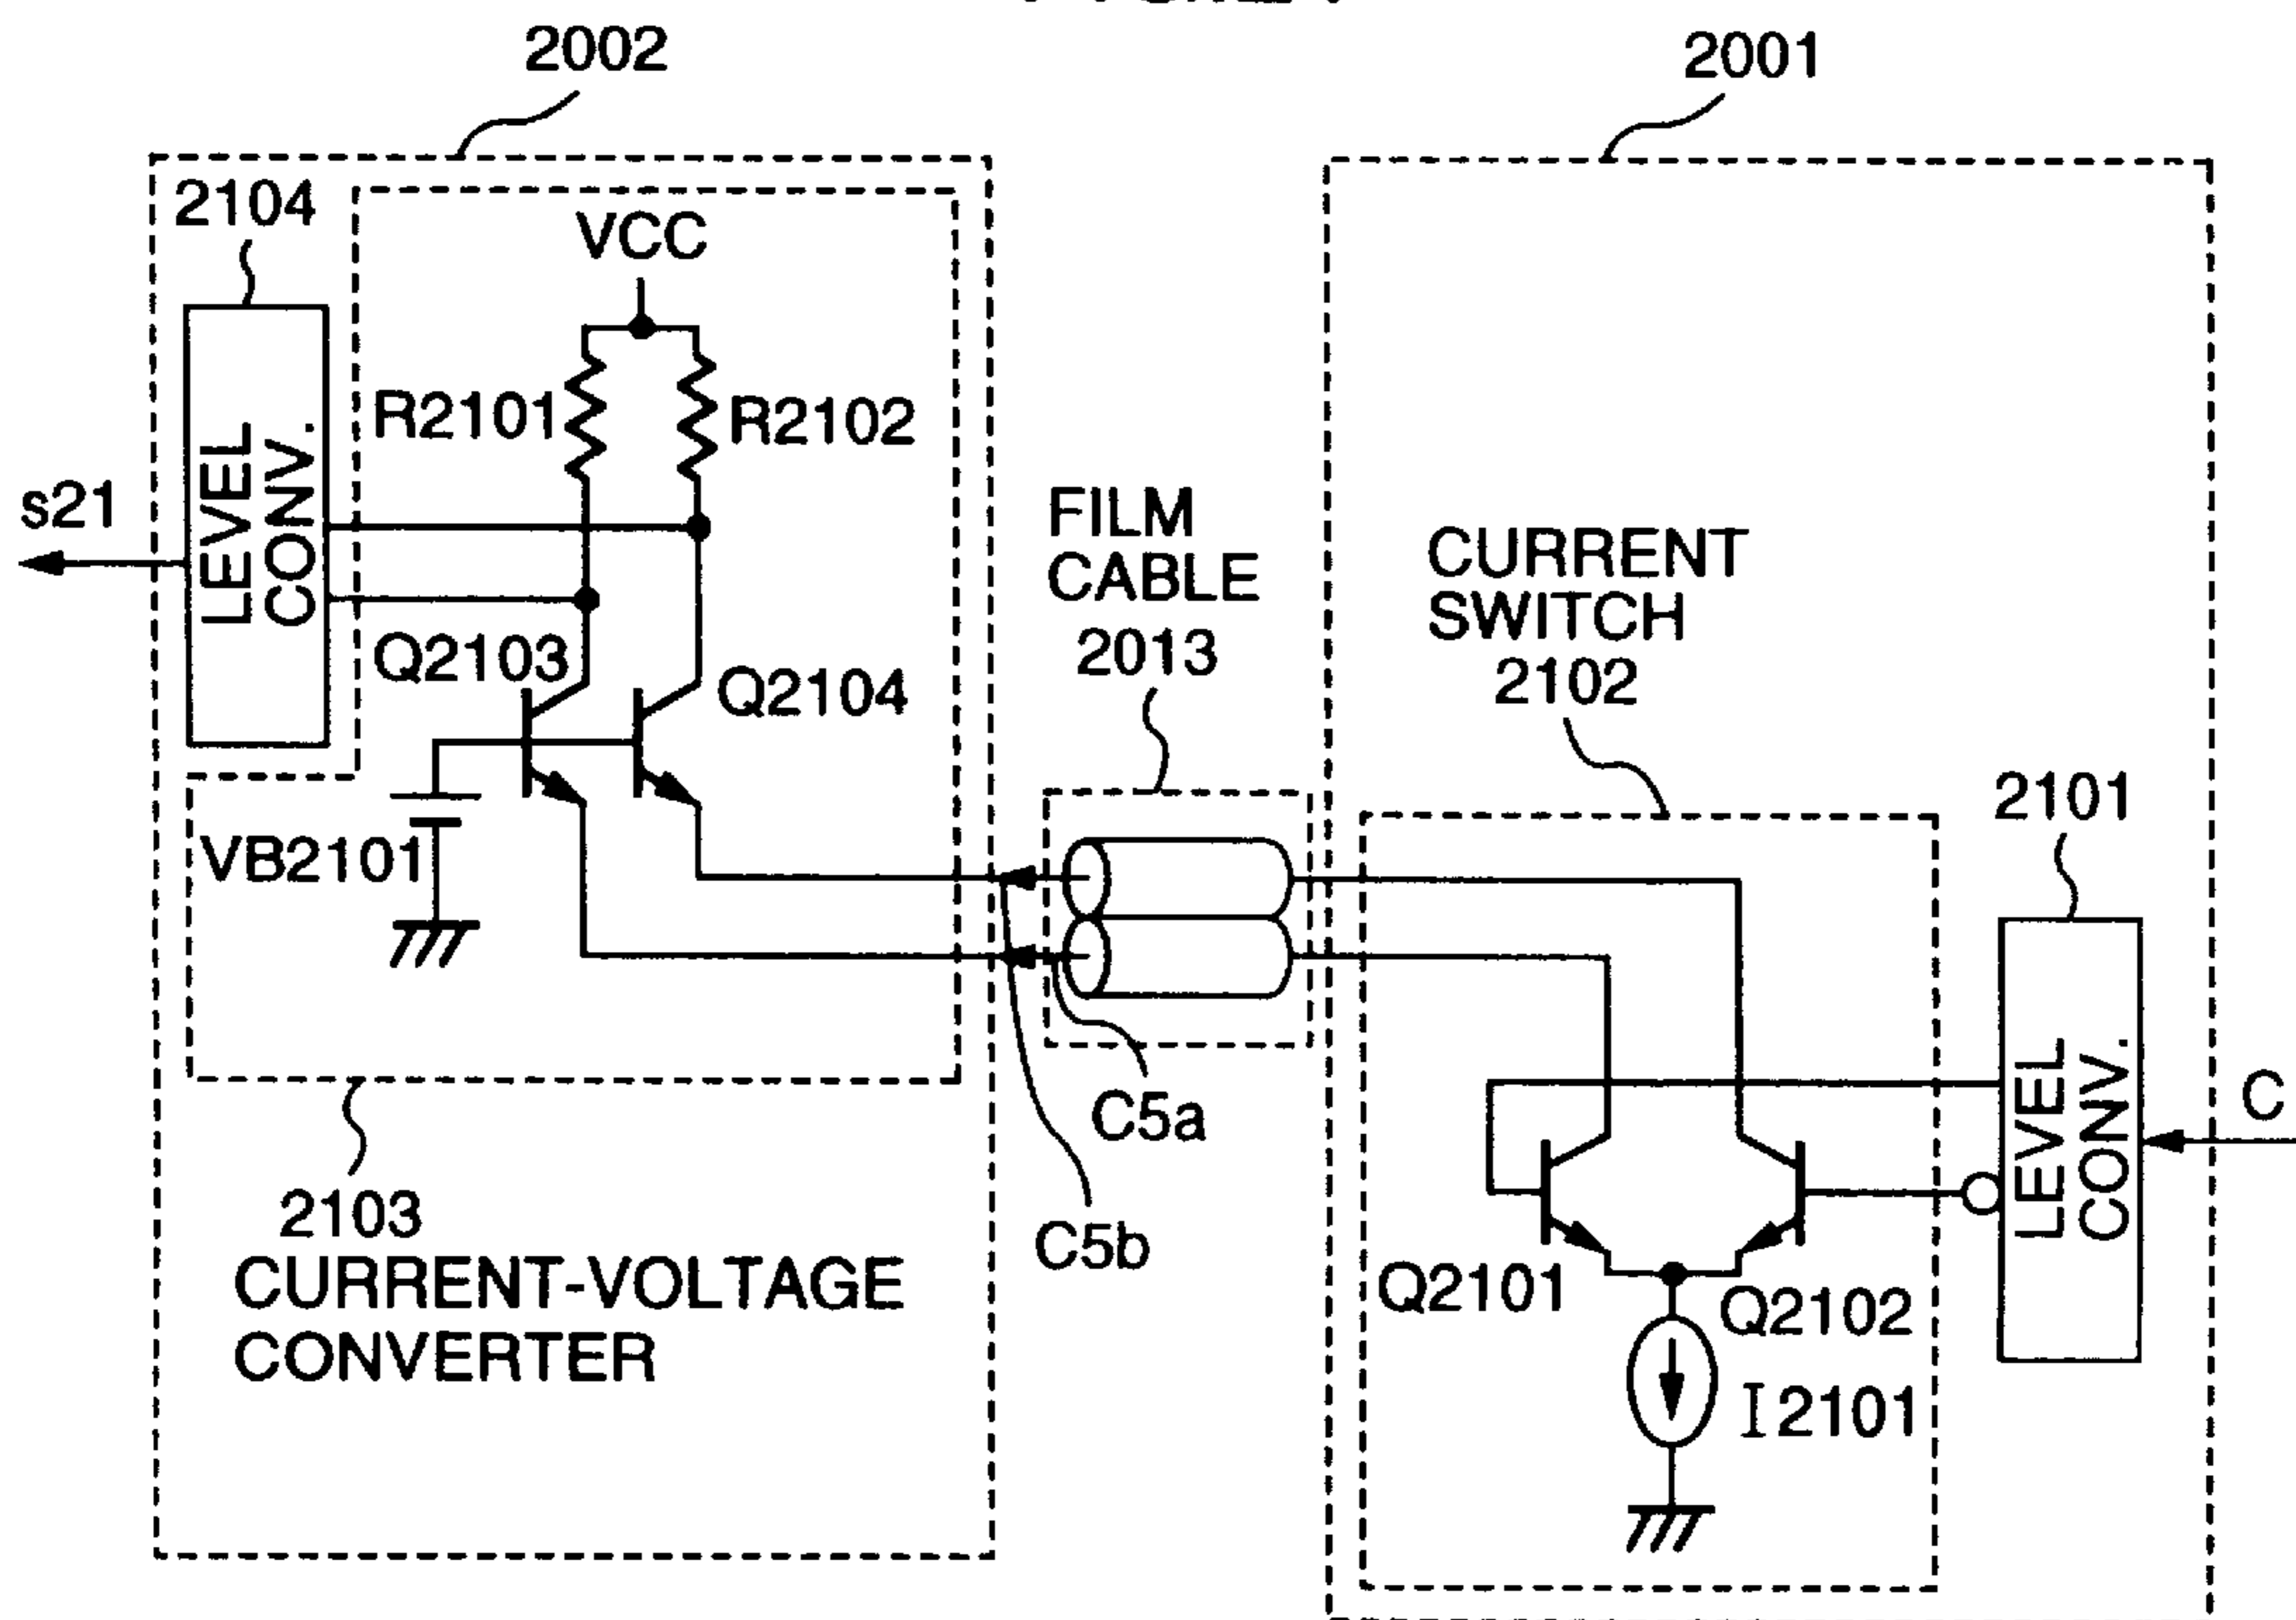 2002
2001
2104
VCC
R2101
R2102
LEVEL
CONV.
s21
FILM
CABLE
2013
CURRENT
SWITCH
2102
Q2103
Q2104
2101
VB2101
C5a
C5b
LEVEL
CONV.
C
2103
CURRENT-VOLTAGE
CONVERTER
Q2101
Q2102
I2101